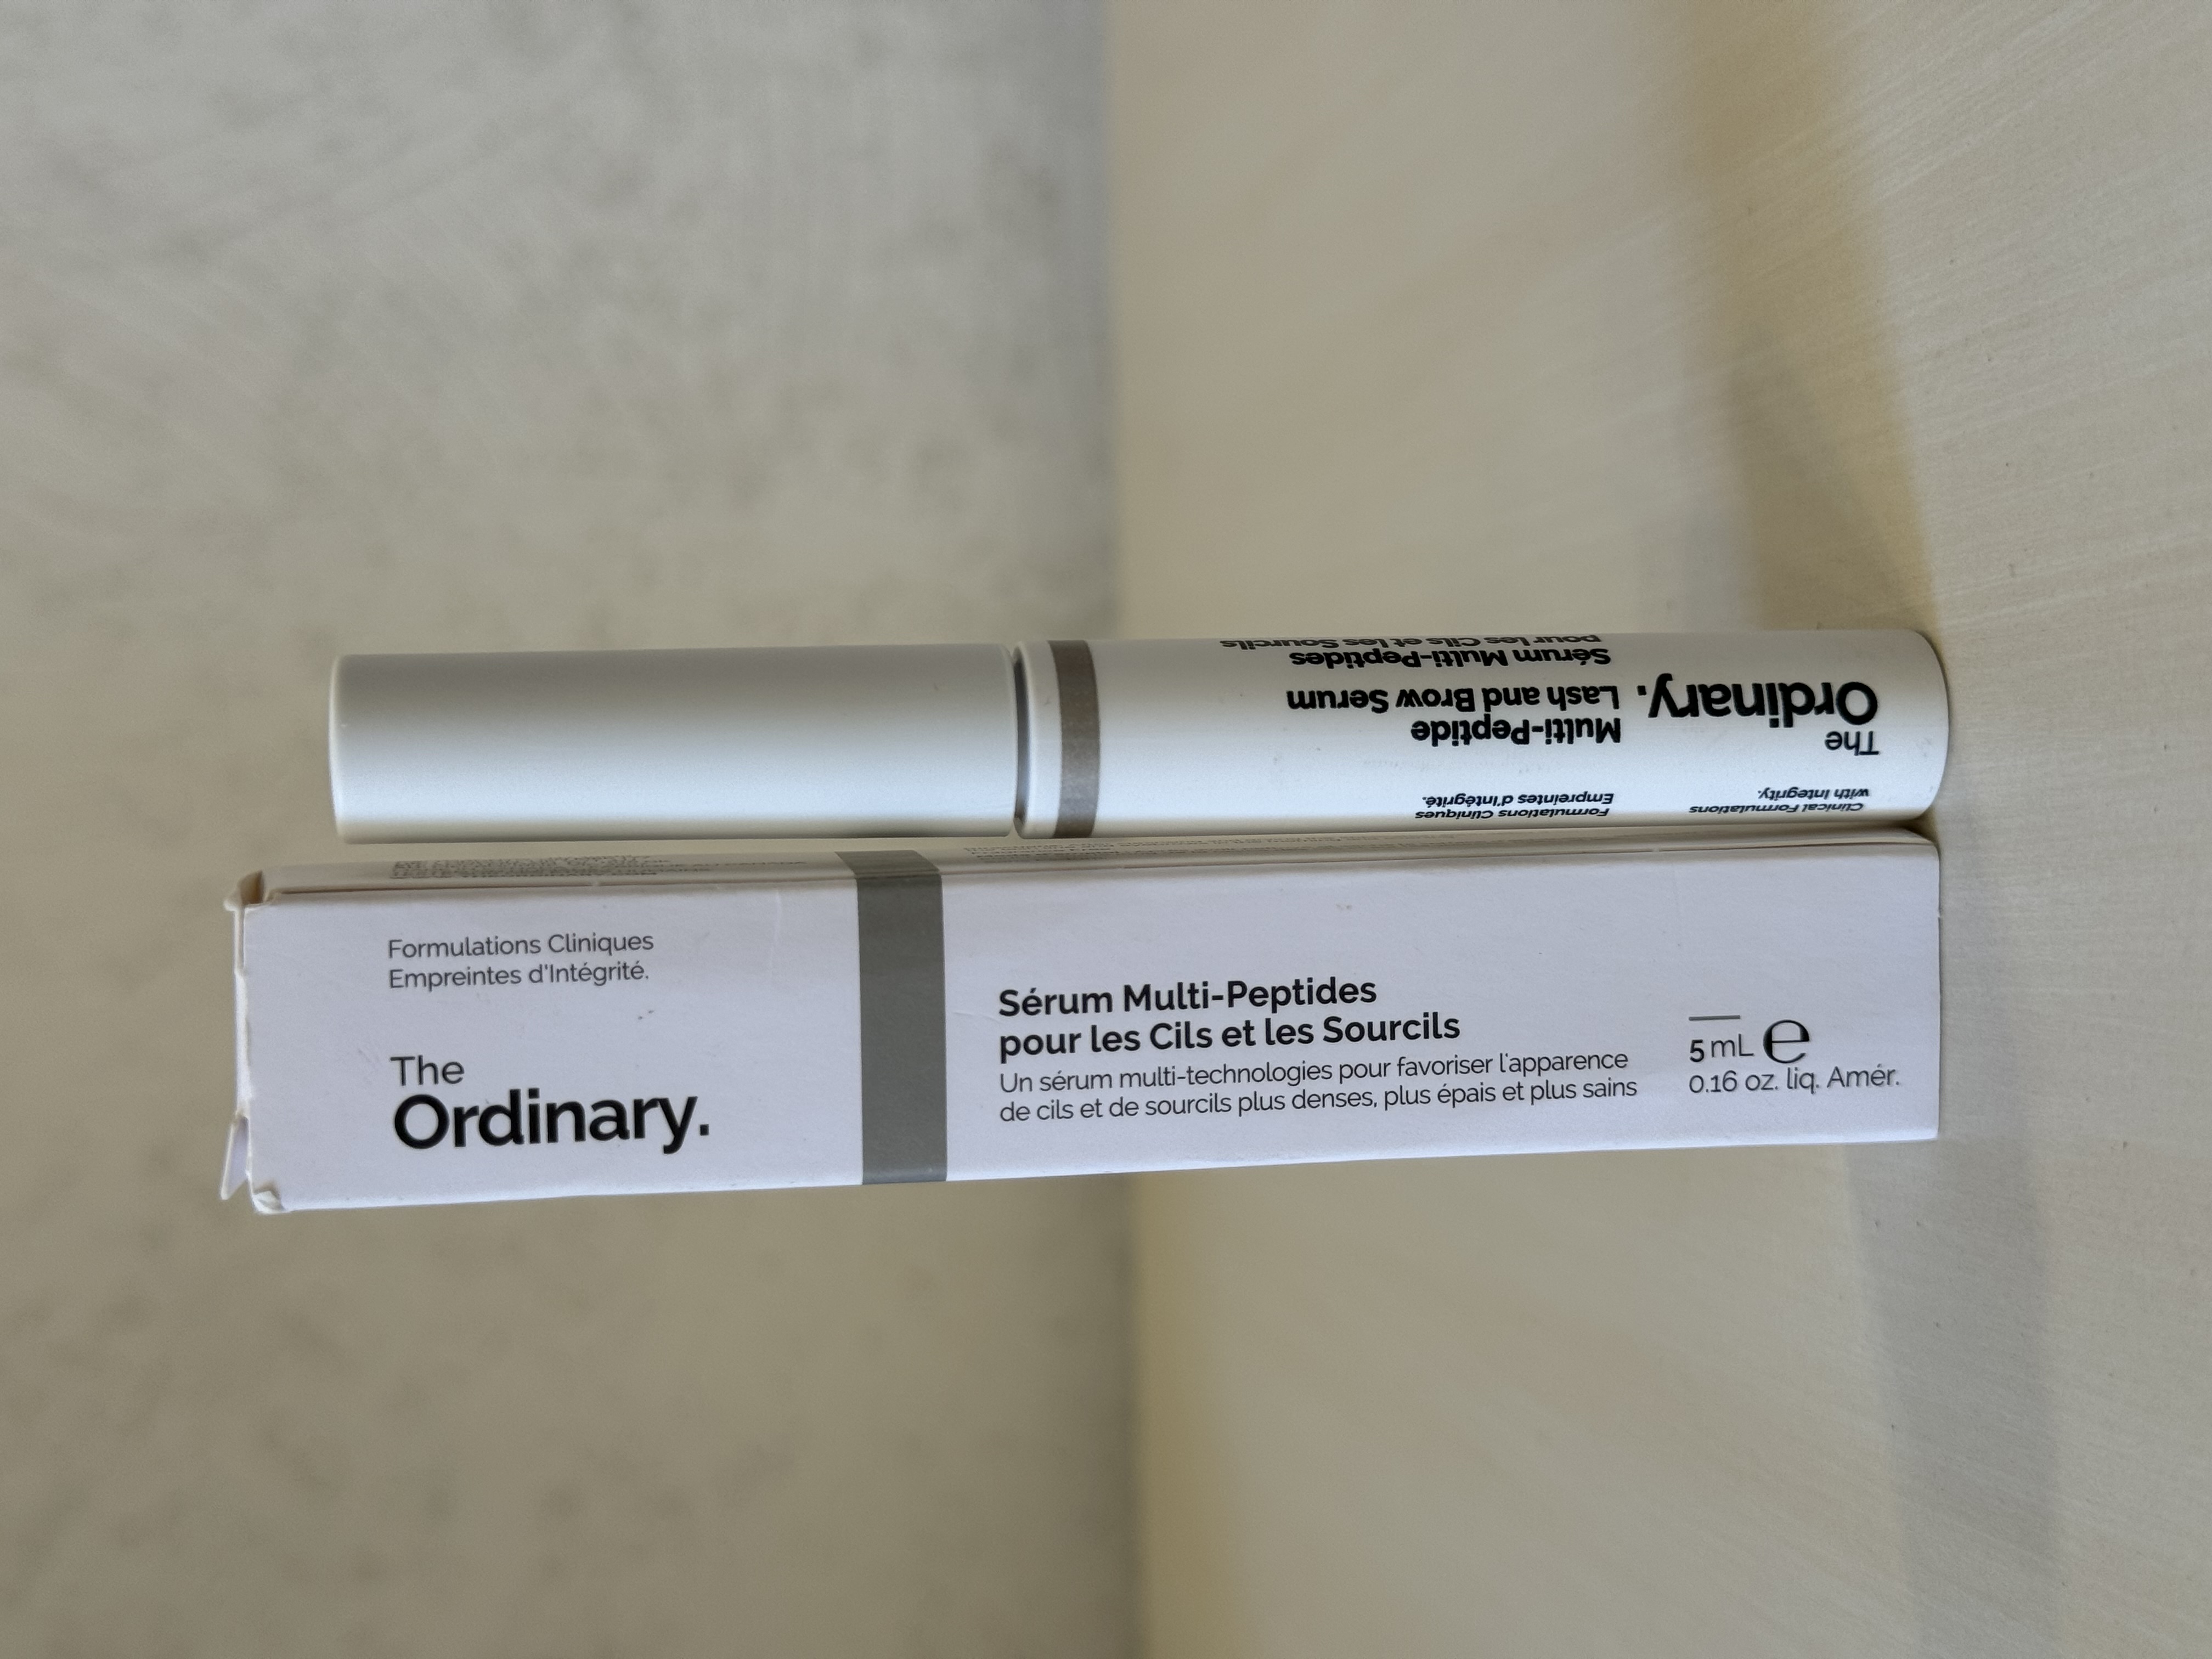 Clinical Formulations
with Integrity.
The
Ordinary.
Formulations Cliniques
Empreintes d'Intégrité.
Multi-Peptide
Lash and Brow Serum
Sérum Multi-Peptides
pour les Cils et les Sourcils
Formulations Cliniques
Empreintes d'Intégrité.
The
Ordinary.
Sérum Multi-Peptides
pour les Cils et les Sourcils
Un sérum multi-technologies pour favoriser l'apparence
de cils et de sourcils plus denses, plus épais et plus sains
5 mL e
0.16 oz. liq. Amér.